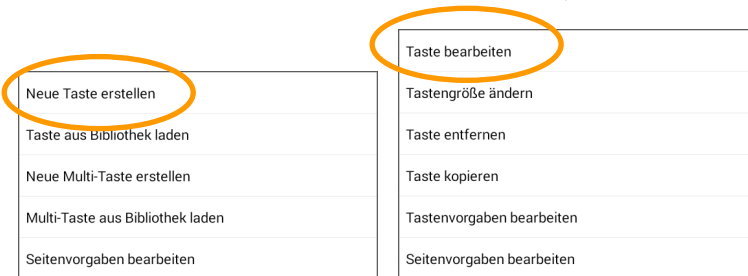 Neue Taste erstellen
Taste aus Bibliothek laden
Neue Multi-Taste erstellen
Multi-Taste aus Bibliothek laden
Seitenvorgaben bearbeiten
Taste bearbeiten
Tastengröße ändern
Taste entfernen
Taste kopieren
Tastenvorgaben bearbeiten
Seitenvorgaben bearbeiten